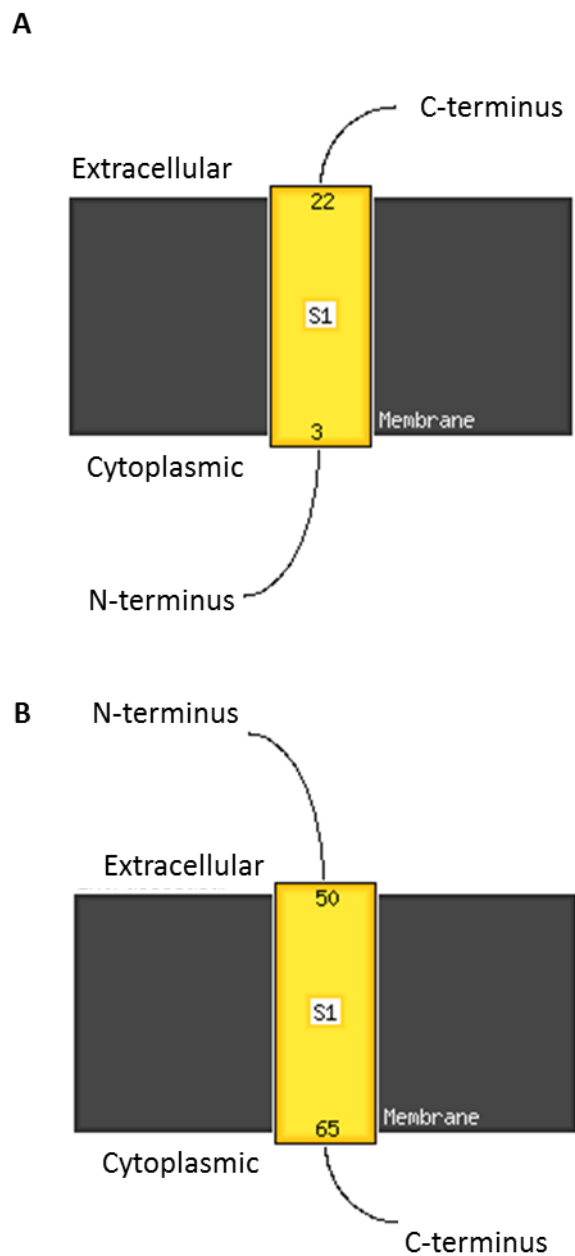 A
C-terminus
Extracellular
22
S1
3
Membrane
Cytoplasmic
N-terminus
B
N-terminus
Extracellular
50
S1
65
Membrane
Cytoplasmic
C-terminus